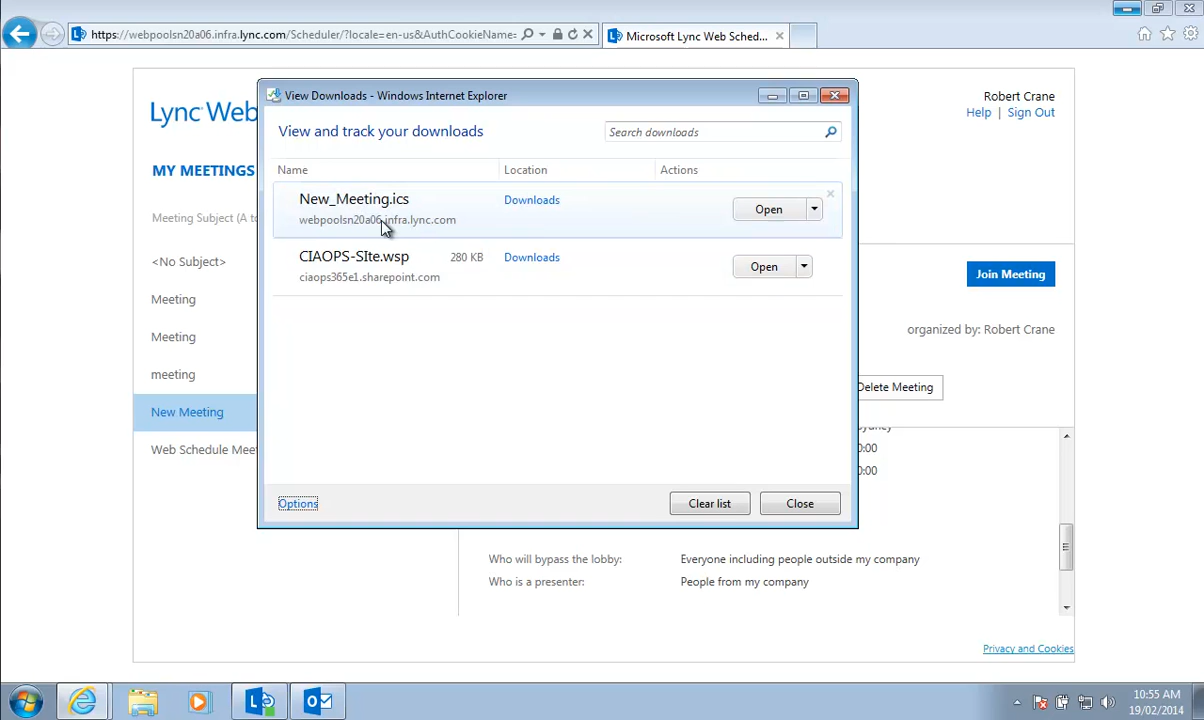 https://webpoolsn20a06.infra.lync.com/Scheduler/?locale=en-us&AuthCookieName=
Microsoft Lync Web Sched...
Lync Web
Robert Crane
Help | Sign Out
MY MEETINGS
Meeting Subject (A to
<No Subject>
Meeting
Meeting
meeting
New Meeting
Web Schedule Mee
View Downloads - Windows Internet Explorer
View and track your downloads
Search downloads
Name Location Actions
New_Meeting.ics Downloads Open
webpoolsn20a06.infra.lync.com
CIAOPS-SIte.wsp 280 KB Downloads Open
ciaops365e1.sharepoint.com
Options Clear list Close
Join Meeting
organized by: Robert Crane
Delete Meeting
:00
:00
Who will bypass the lobby: Everyone including people outside my company
Who is a presenter: People from my company
Privacy and Cookies
10:55 AM
19/02/2014